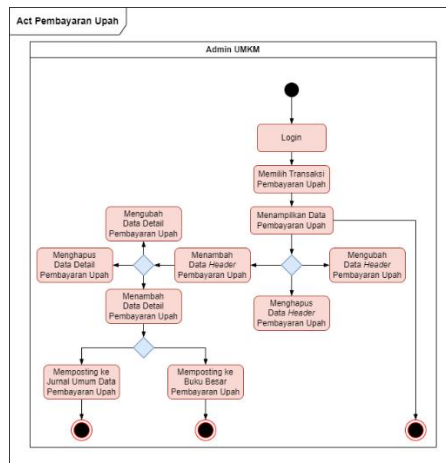 Act Pembayaran Upah
Admin UMKM
Login
Memilih Transaksi
Pembayaran Upah
Menampilkan Data
Pembayaran Upah
Mengubah
Data Detail
Pembayaran Upah
Menghapus
Data Detail
Pembayaran Upah
Menambah
Data Header
Pembayaran Upah
Mengubah
Data Header
Pembayaran Upah
Menambah
Data Detail
Pembayaran Upah
Menghapus
Data Header
Pembayaran Upah
Memposting ke
Jurnal Umum Data
Pembayaran Upah
Memposting ke
Buku Besar
Pembayaran Upah